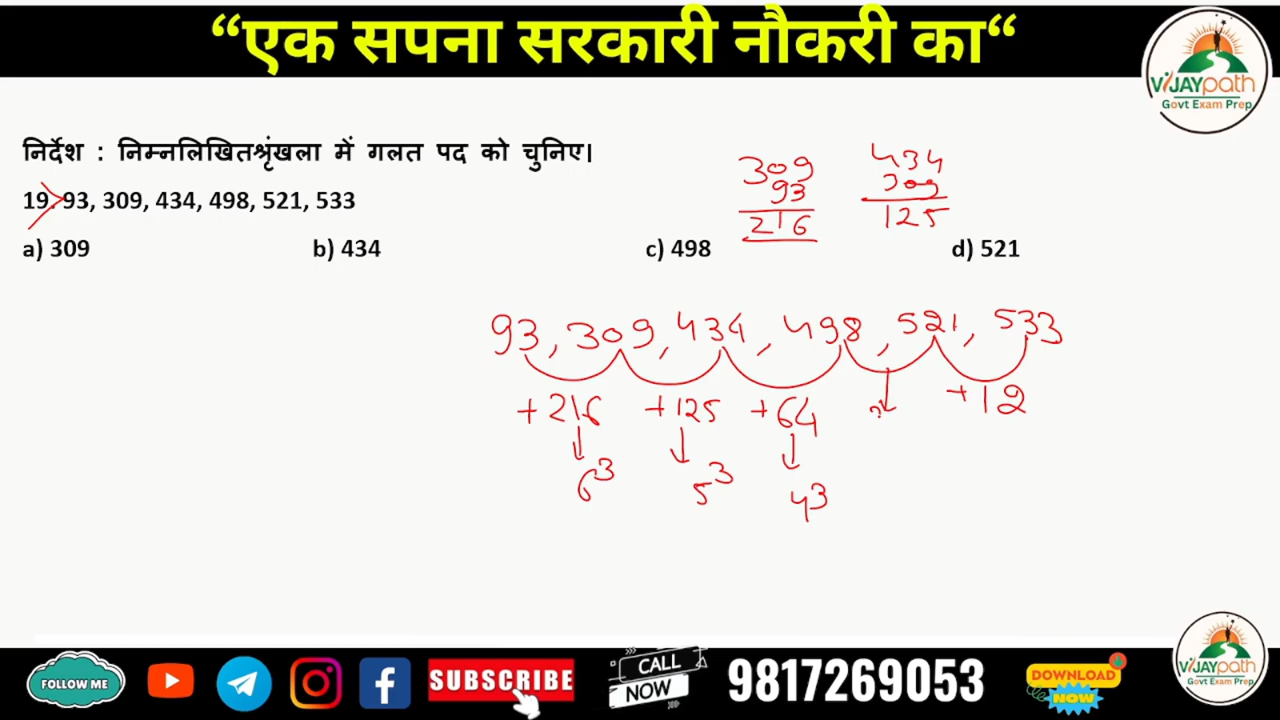 “एक सपना सरकारी नौकरी का“
VIJAYpath
Govt Exam Prep
निर्देश : निम्नलिखितश्रृंखला में गलत पद को चुनिए।
19, 93, 309, 434, 498, 521, 533
a) 309 b) 434 c) 498 d) 521
309
93
216
434
309
125
93, 309, 434, 498, 521, 533
+216 +125 +64 +12
6³ 5³ 4³
FOLLOW ME
SUBSCRIBE
CALL
NOW
9817269053
DOWNLOAD
NOW
VIJAYpath
Govt Exam Prep